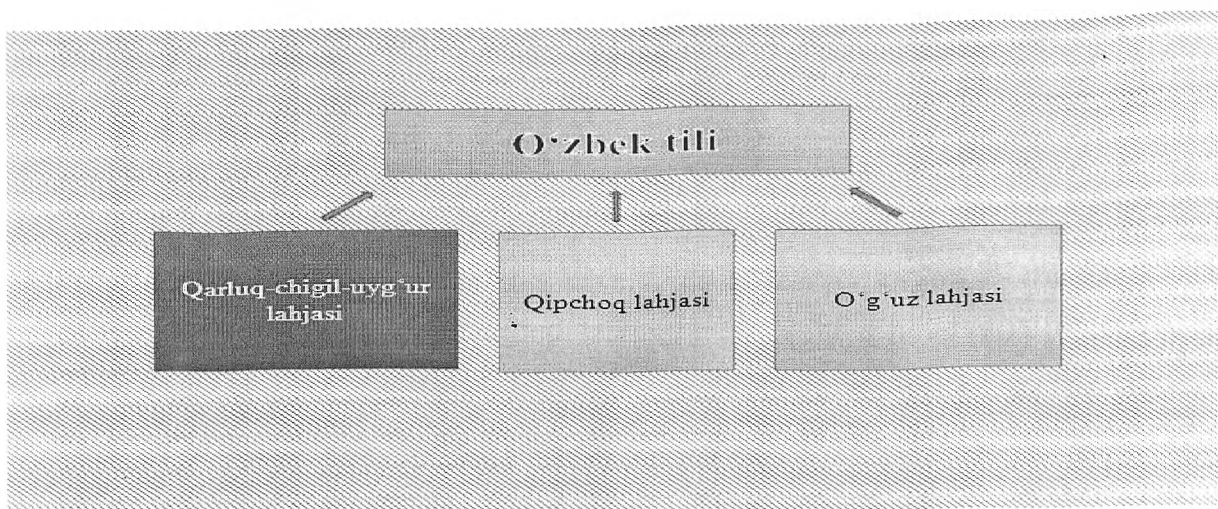 O‘zbek tili
Qarluq-chigil-uyg‘ur
lahjasi
Qipchoq lahjasi
O‘g‘uz lahjasi